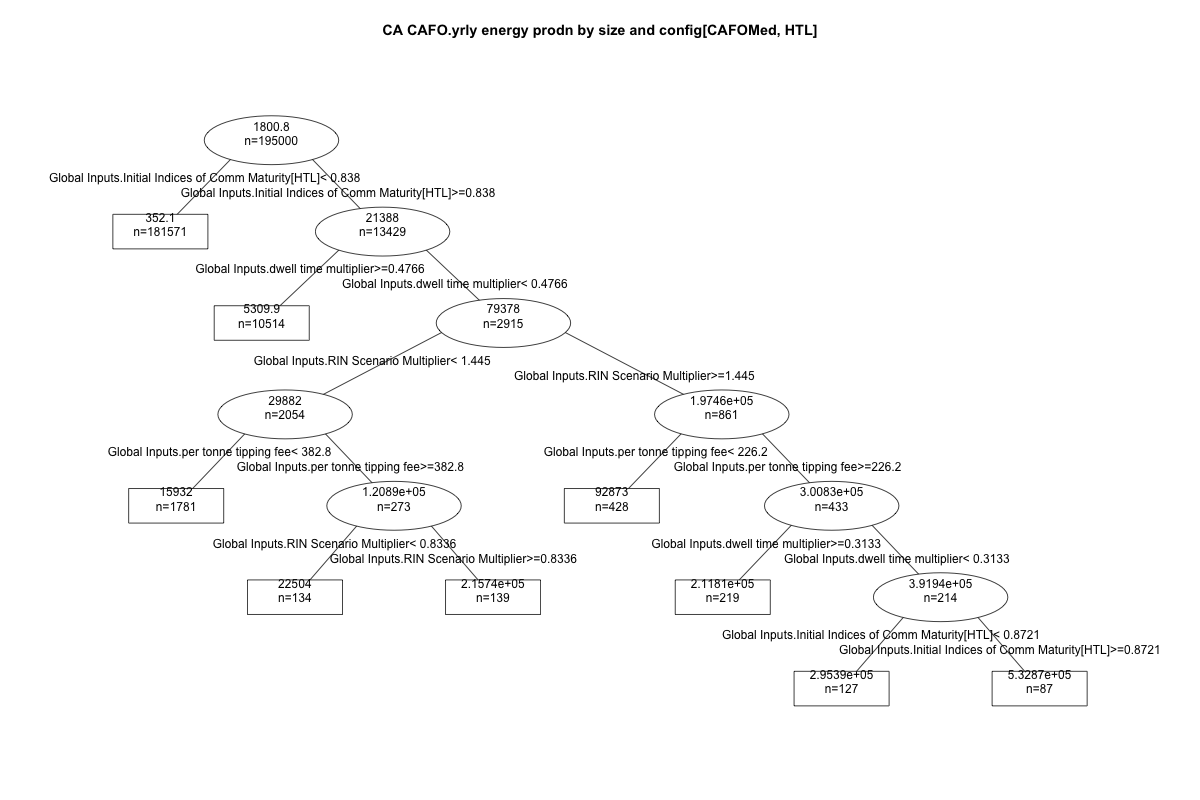 CA CAFO.yrly energy prodn by size and config[CAFOMed, HTL]
1800.8
n=195000
Global Inputs.Initial Indices of Comm Maturity[HTL]< 0.838
Global Inputs.Initial Indices of Comm Maturity[HTL]>=0.838
352.1
n=181571
21388
n=13429
Global Inputs.dwell time multiplier>=0.4766
Global Inputs.dwell time multiplier< 0.4766
5309.9
n=10514
79378
n=2915
Global Inputs.RIN Scenario Multiplier< 1.445
Global Inputs.RIN Scenario Multiplier>=1.445
29882
n=2054
1.9746e+05
n=861
Global Inputs.per tonne tipping fee< 382.8
Global Inputs.per tonne tipping fee>=382.8
Global Inputs.per tonne tipping fee< 226.2
Global Inputs.per tonne tipping fee>=226.2
15932
n=1781
1.2089e+05
n=273
92873
n=428
3.0083e+05
n=433
Global Inputs.RIN Scenario Multiplier< 0.8336
Global Inputs.RIN Scenario Multiplier>=0.8336
Global Inputs.dwell time multiplier>=0.3133
Global Inputs.dwell time multiplier< 0.3133
22504
n=134
2.1574e+05
n=139
2.1181e+05
n=219
3.9194e+05
n=214
Global Inputs.Initial Indices of Comm Maturity[HTL]< 0.8721
Global Inputs.Initial Indices of Comm Maturity[HTL]>=0.8721
2.9539e+05
n=127
5.3287e+05
n=87